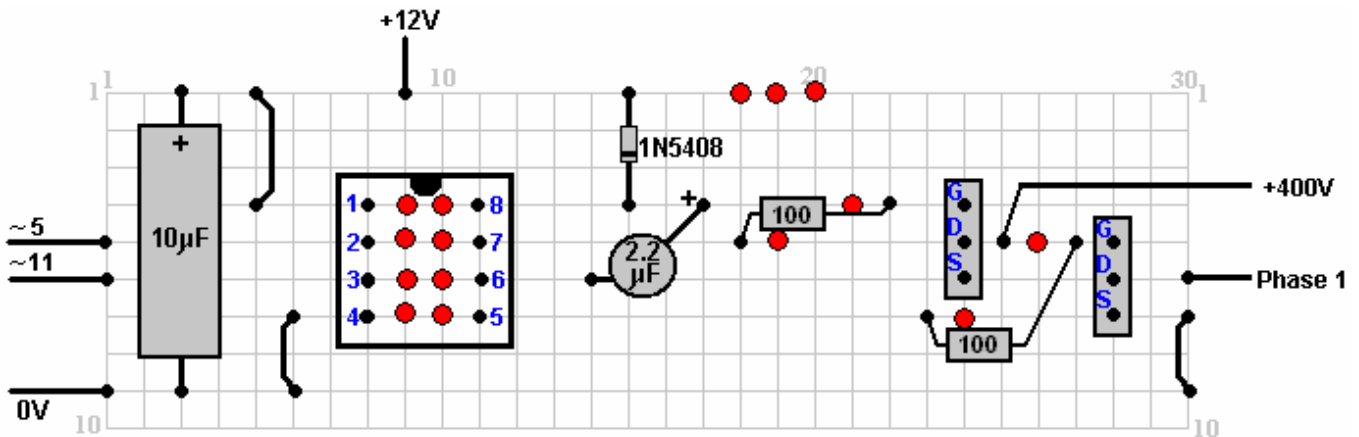 +12V
1 1 10 20 30 1
+
1N5408
1 8 + G +400V
~5 10µF 2 7 100 D G
~11 3 6 2.2 µF S D Phase 1
4 5 S
100
0V
10 10